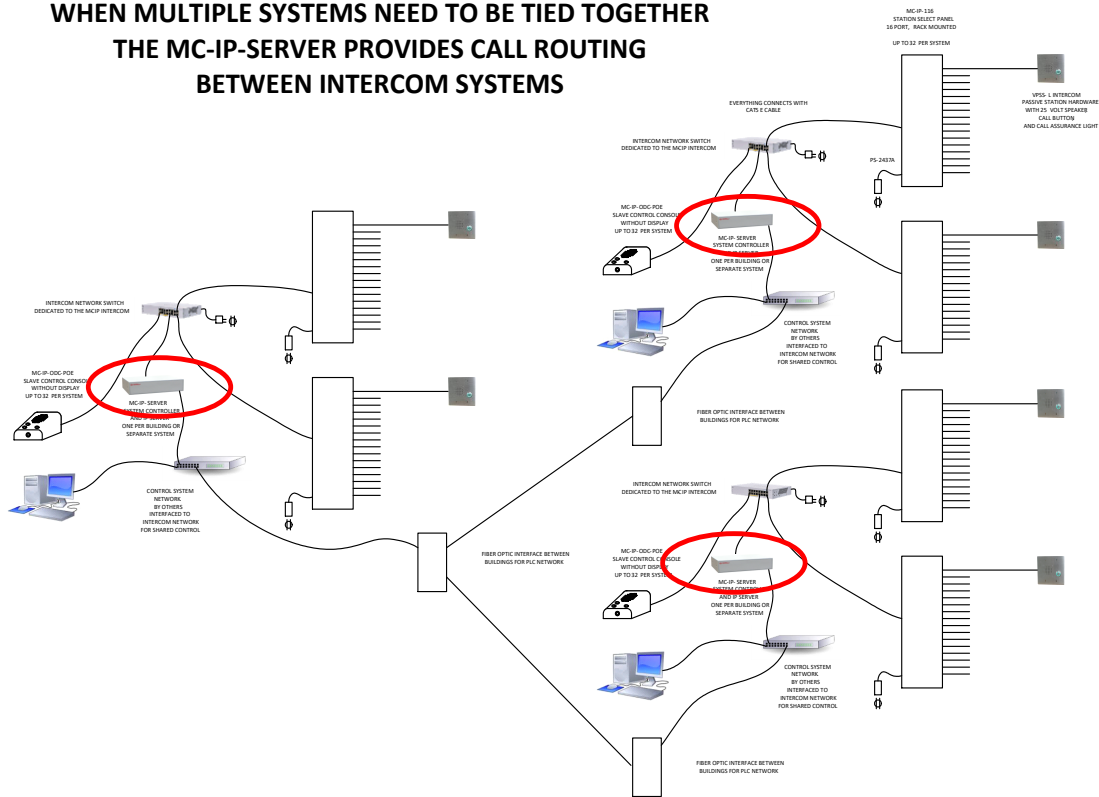 WHEN MULTIPLE SYSTEMS NEED TO BE TIED TOGETHER
THE MC-IP-SERVER PROVIDES CALL ROUTING
BETWEEN INTERCOM SYSTEMS
MC-IP-116
STATION SELECT PANEL
16 PORT, RACK MOUNTED
UP TO 32 PER SYSTEM
VPSS- L INTERCOM
PASSIVE STATION HARDWARE
WITH 25 VOLT SPEAKER
CALL BUTTON
AND CALL ASSURANCE LIGHT
EVERYTHING CONNECTS WITH
CAT5 E CABLE
INTERCOM NETWORK SWITCH
DEDICATED TO THE MCIP INTERCOM
PS-2437A
MC-IP-ODC-POE
SLAVE CONTROL CONSOLE
WITHOUT DISPLAY
UP TO 32 PER SYSTEM
MC-IP- SERVER
SYSTEM CONTROLLER
ONE PER BUILDING OR
SEPARATE SYSTEM
CONTROL SYSTEM
NETWORK
BY OTHERS
INTERFACED TO
INTERCOM NETWORK
FOR SHARED CONTROL
INTERCOM NETWORK SWITCH
DEDICATED TO THE MCIP INTERCOM
MC-IP-ODC-POE
SLAVE CONTROL CONSOLE
WITHOUT DISPLAY
UP TO 32 PER SYSTEM
MC-IP- SERVER
SYSTEM CONTROLLER
AND IP SERVER
ONE PER BUILDING OR
SEPARATE SYSTEM
CONTROL SYSTEM
NETWORK
BY OTHERS
INTERFACED TO
INTERCOM NETWORK
FOR SHARED CONTROL
FIBER OPTIC INTERFACE BETWEEN
BUILDINGS FOR PLC NETWORK
FIBER OPTIC INTERFACE BETWEEN
BUILDINGS FOR PLC NETWORK
INTERCOM NETWORK SWITCH
DEDICATED TO THE MCIP INTERCOM
MC-IP-ODC-POE
SLAVE CONTROL CONSOLE
WITHOUT DISPLAY
UP TO 32 PER SYSTEM
MC-IP- SERVER
SYSTEM CONTROLLER
AND IP SERVER
ONE PER BUILDING OR
SEPARATE SYSTEM
CONTROL SYSTEM
NETWORK
BY OTHERS
INTERFACED TO
INTERCOM NETWORK
FOR SHARED CONTROL
FIBER OPTIC INTERFACE BETWEEN
BUILDINGS FOR PLC NETWORK